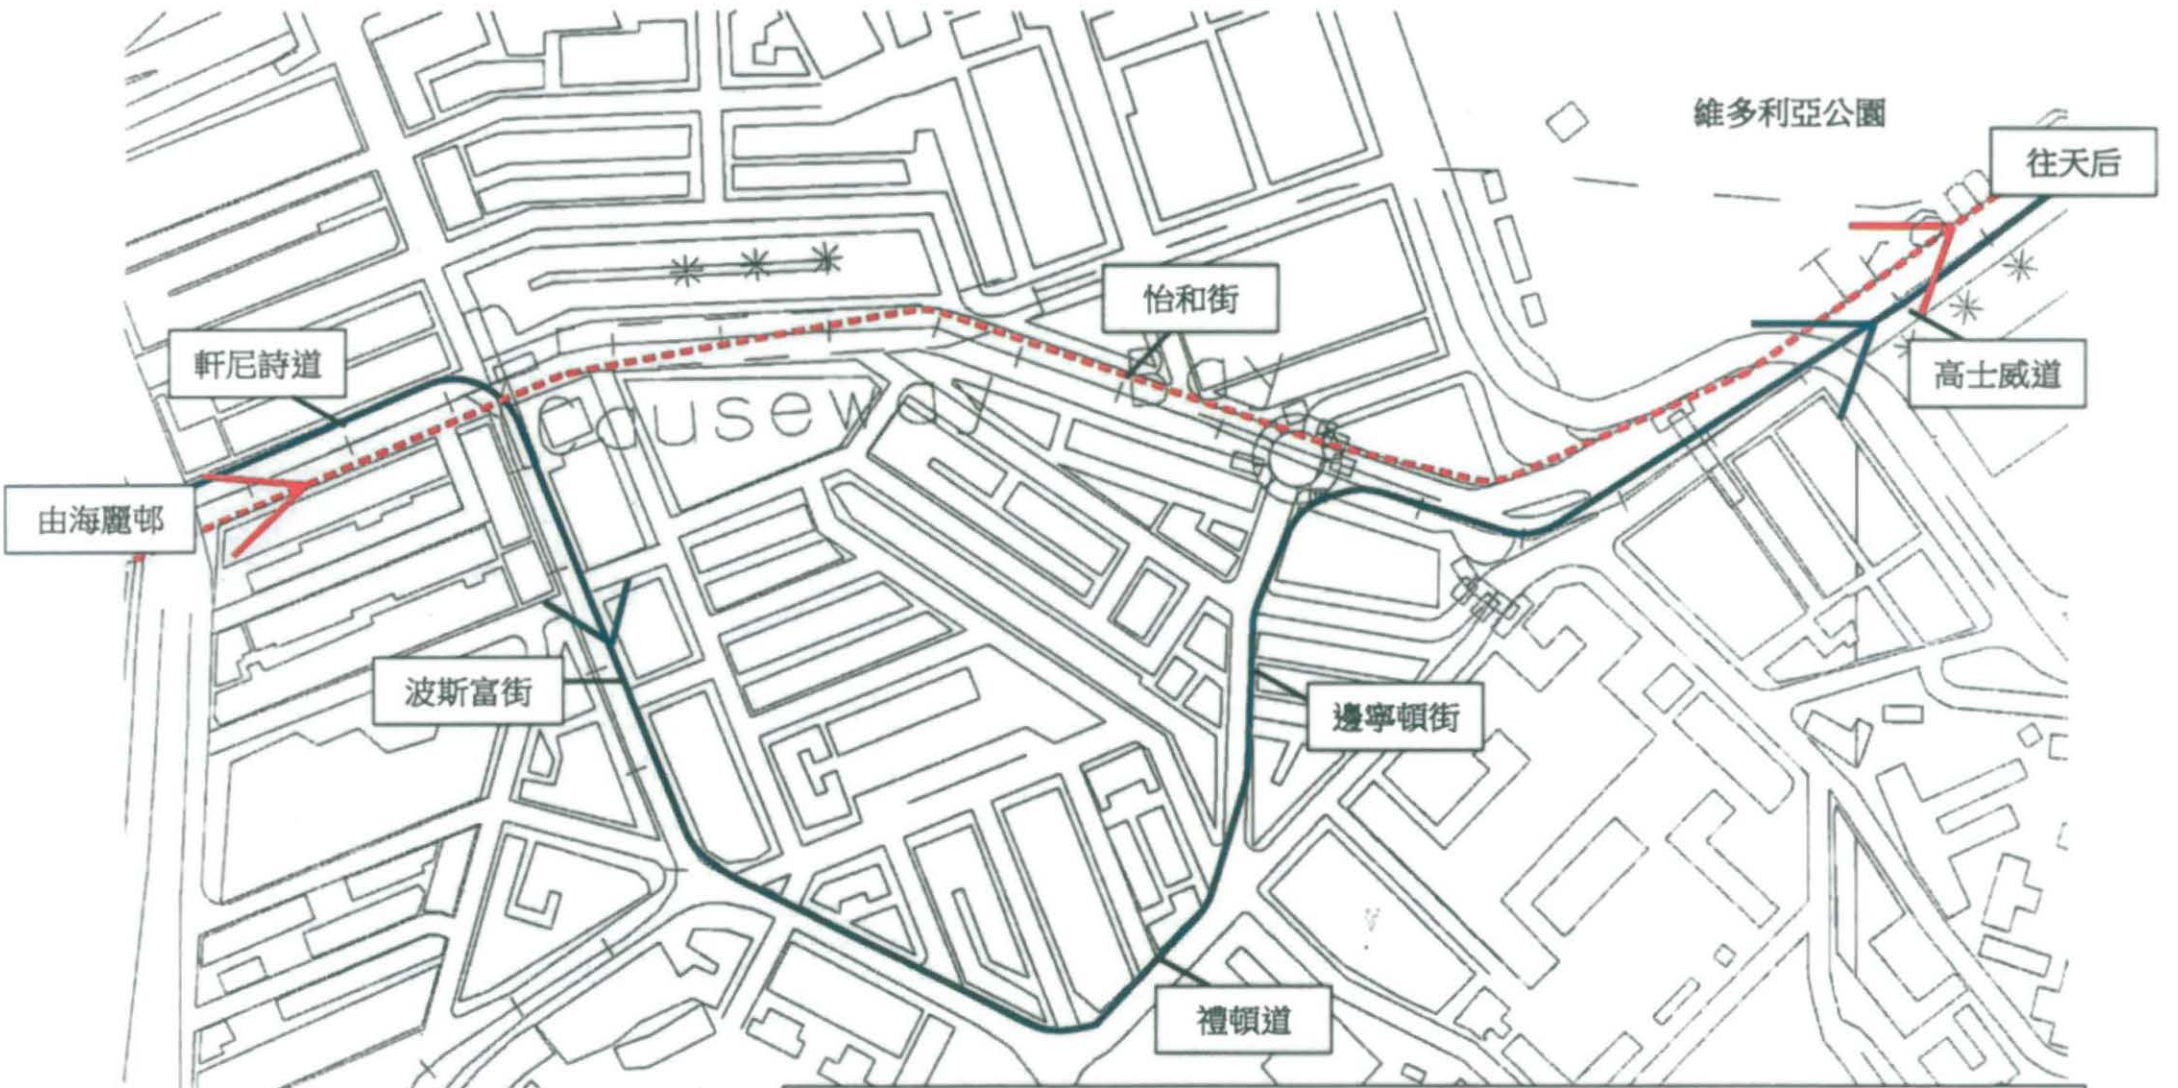 維多利亞公園
往天后
怡和街
軒尼詩道
高士威道
Causeway
由海麗邨
波斯富街
邊寧頓街
禮頓道